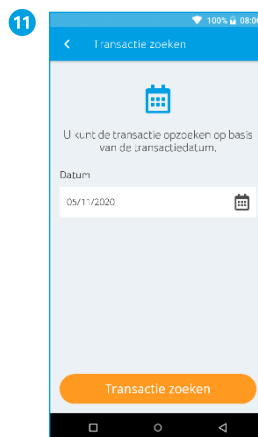 11
100% 08:00
Transactie zoeken
U kunt de transactie opzoeken op basis
van de transactiedatum.
Datum
05/11/2020
Transactie zoeken